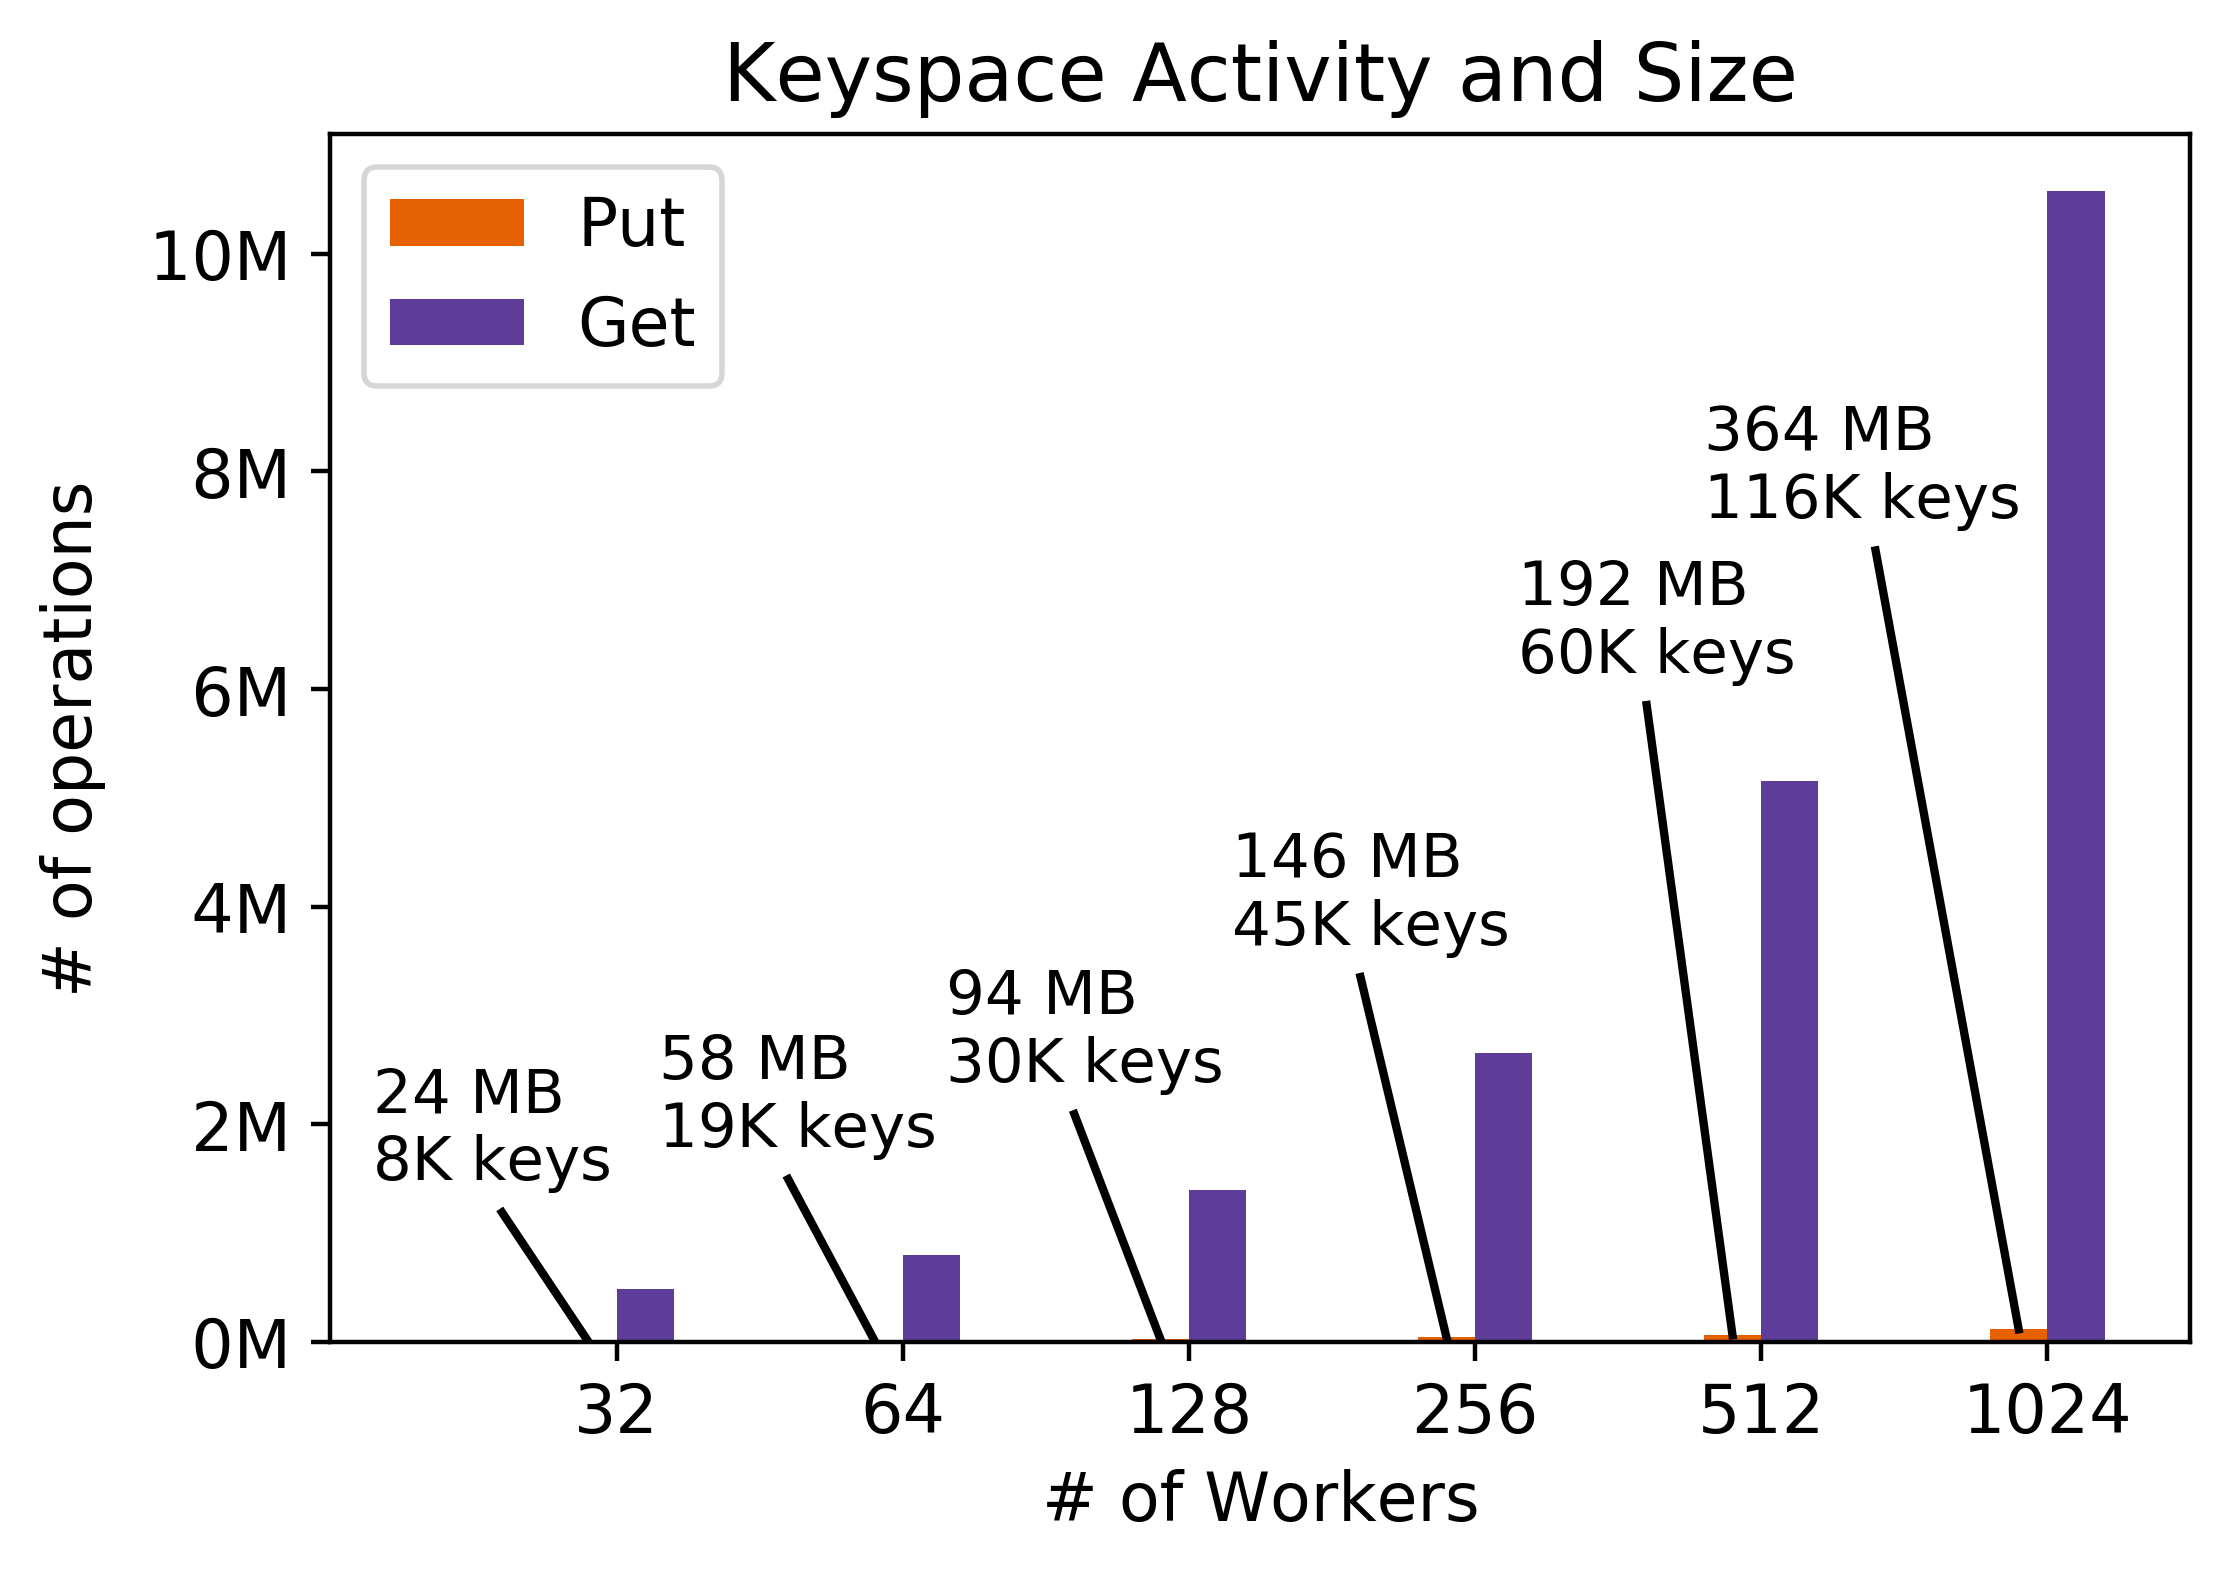 Keyspace Activity and Size
Put
Get
# of operations
10M
8M
6M
4M
2M
0M
24 MB
8K keys
58 MB
19K keys
94 MB
30K keys
146 MB
45K keys
192 MB
60K keys
364 MB
116K keys
32 64 128 256 512 1024
# of Workers